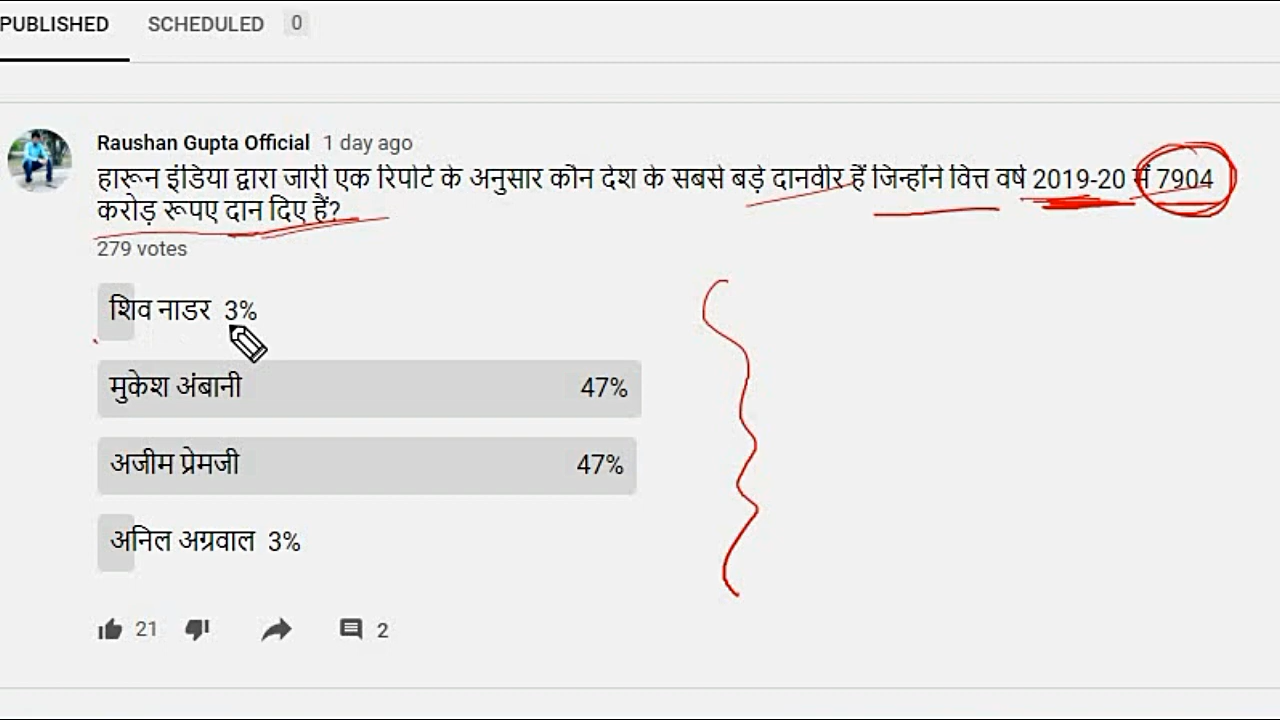 PUBLISHED SCHEDULED 0
Raushan Gupta Official 1 day ago
हारून इंडिया द्वारा जारी एक रिपोर्ट के अनुसार कौन देश के सबसे बड़े दानवीर हैं जिन्होंने वित्त वर्ष 2019-20 में 7904
करोड़ रूपए दान दिए हैं?
279 votes
शिव नाडर 3%
मुकेश अंबानी 47%
अजीम प्रेमजी 47%
अनिल अग्रवाल 3%
21 2